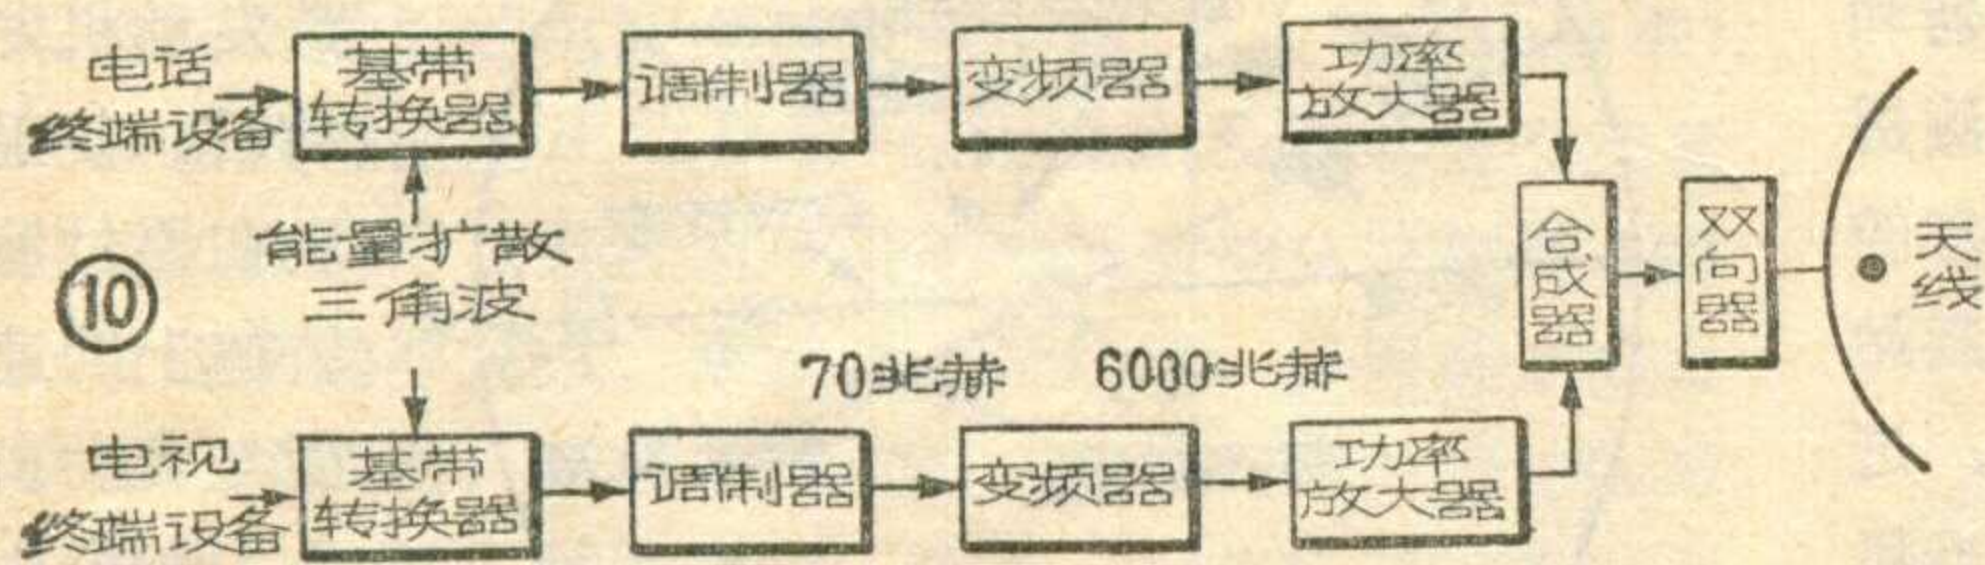 电话
终端设备
基带
转换器
调制器
变频器
功率
放大器
能量扩散
三角波
⑩
合成器
双向器
天线
70兆赫
6000兆赫
电视
终端设备
基带
转换器
调制器
变频器
功率
放大器